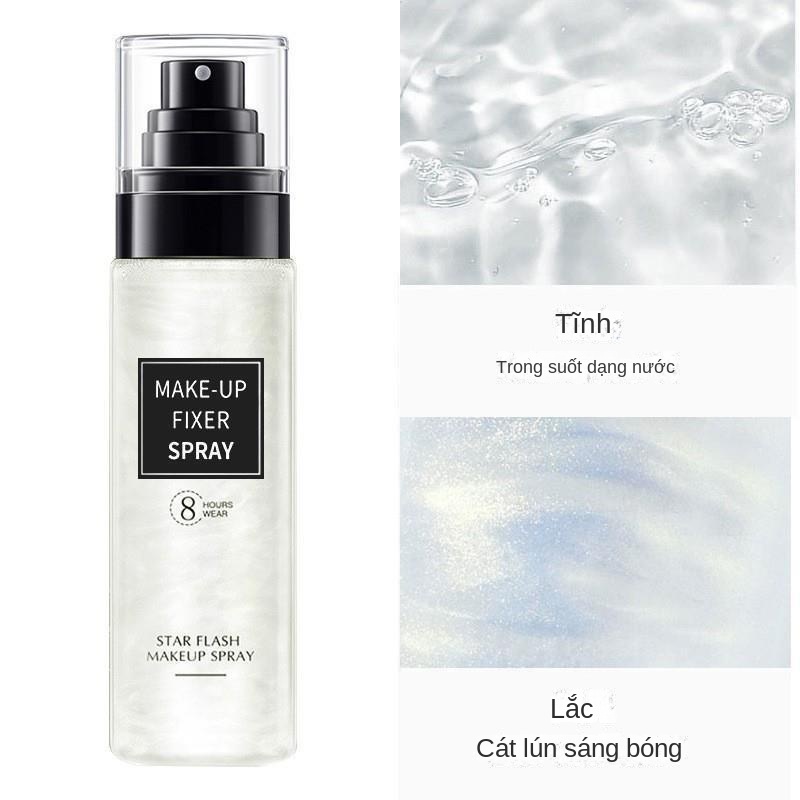 MAKE-UP
FIXER
SPRAY
8 HOURS
WEAR
STAR FLASH
MAKEUP SPRAY
Tĩnh
Trong suốt dạng nước
Lắc
Cát lún sáng bóng